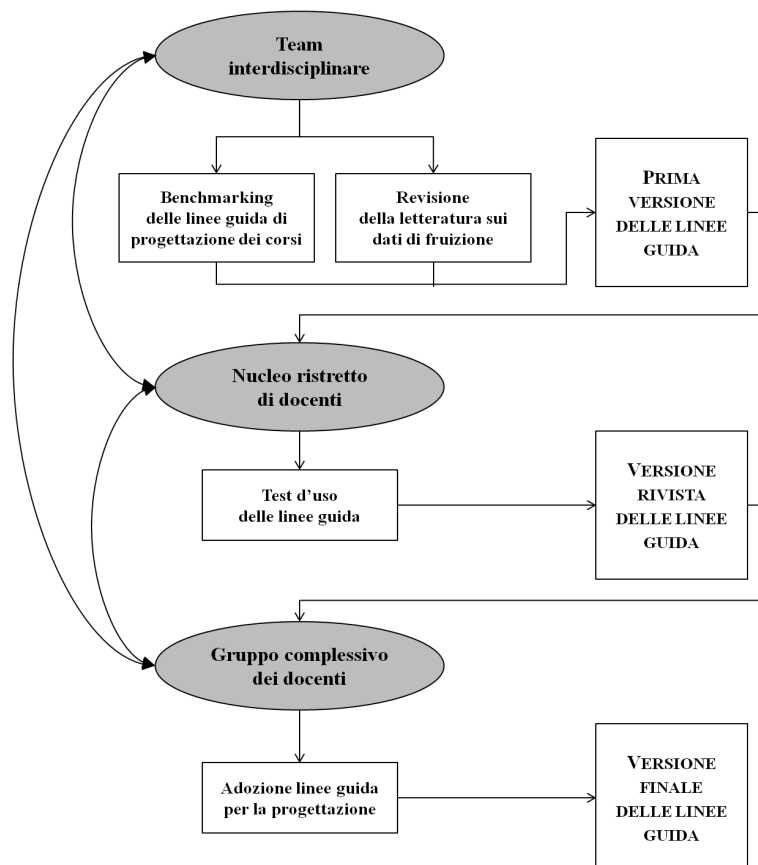 Team
interdisciplinare
Benchmarking
delle linee guida di
progettazione dei corsi
Revisione
della letteratura sui
dati di fruizione
PRIMA
VERSIONE
DELLE LINEE
GUIDA
Nucleo ristretto
di docenti
Test d’uso
delle linee guida
VERSIONE
RIVISTA
DELLE LINEE
GUIDA
Gruppo complessivo
dei docenti
Adozione linee guida
per la progettazione
VERSIONE
FINALE
DELLE LINEE
GUIDA